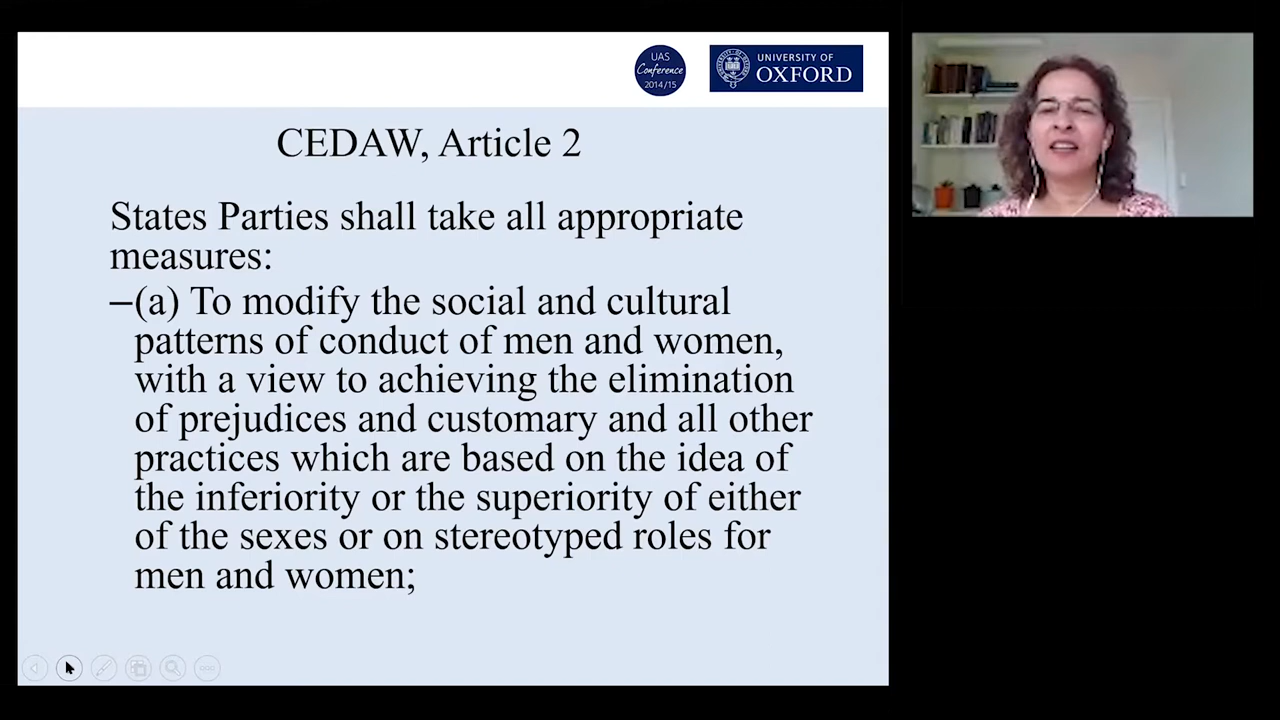 UAS
Conference
2014/15
UNIVERSITY OF
OXFORD
CEDAW, Article 2
States Parties shall take all appropriate
measures:
–(a) To modify the social and cultural
patterns of conduct of men and women,
with a view to achieving the elimination
of prejudices and customary and all other
practices which are based on the idea of
the inferiority or the superiority of either
of the sexes or on stereotyped roles for
men and women;